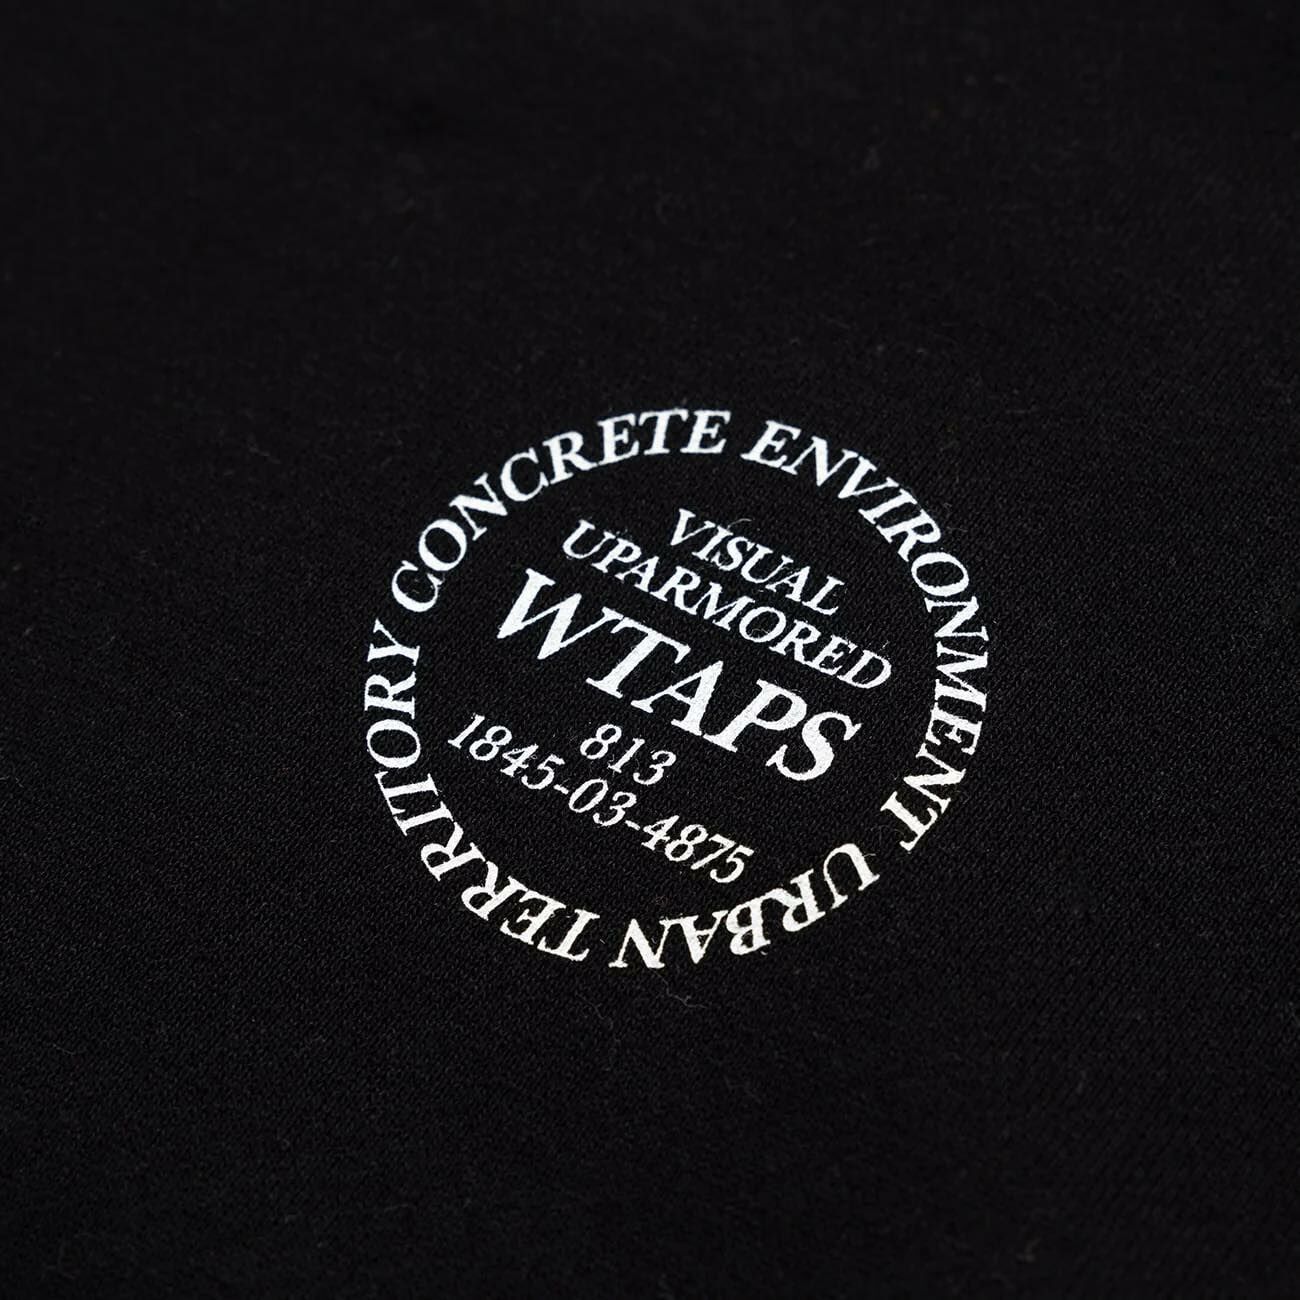 CONCRETE ENVIRONMENT URBAN TERRITORY
VISUAL
UPARMORED
WTAPS
813
1845-03-4875